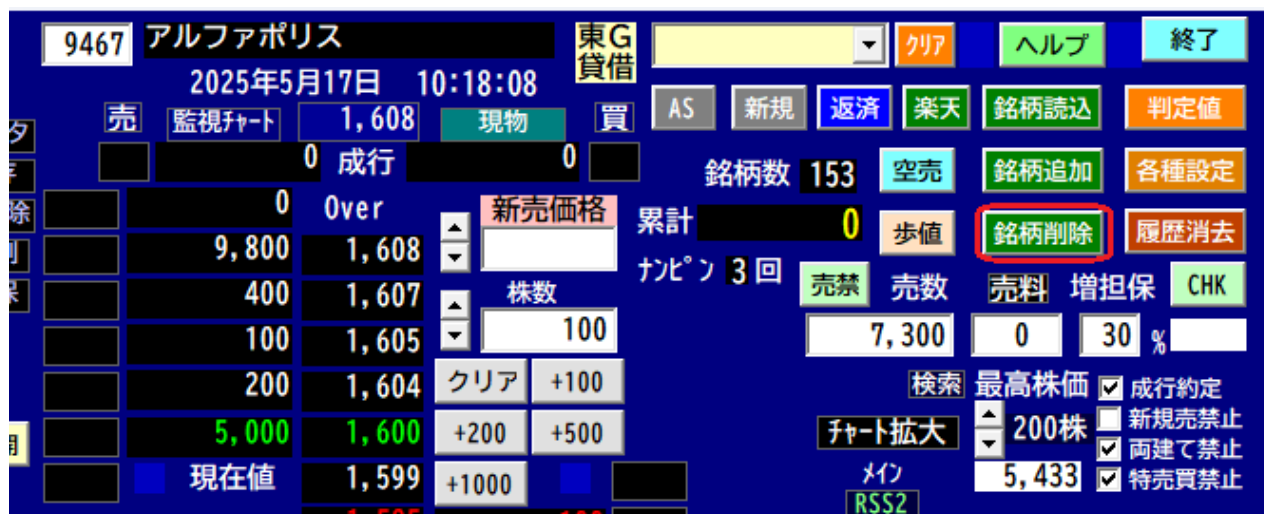 9467 アルファポリス 東G クリア ヘルプ 終了
2025年5月17日 10:18:08 貸借
売 監視ﾁｬｰﾄ 1,608 現物 買 AS 新規 返済 楽天 銘柄読込 判定値
0 成行 0 銘柄数 153 空売 銘柄追加 各種設定
0 Over 新売価格 累計 0 歩値 銘柄削除 履歴消去
9,800 1,608 ﾅﾝﾋﾟﾝ 3回 売禁 売数 売料 増担保 CHK
400 1,607 株数 7,300 0 30 %
100 1,605 100
200 1,604 クリア +100 検索 最高株価 成行約定
5,000 1,600 +200 +500 ﾁｬｰﾄ拡大 200株 新規売禁止
両建て禁止
現在値 1,599 +1000 ﾒｲﾝ 5,433 特売買禁止
RSS2